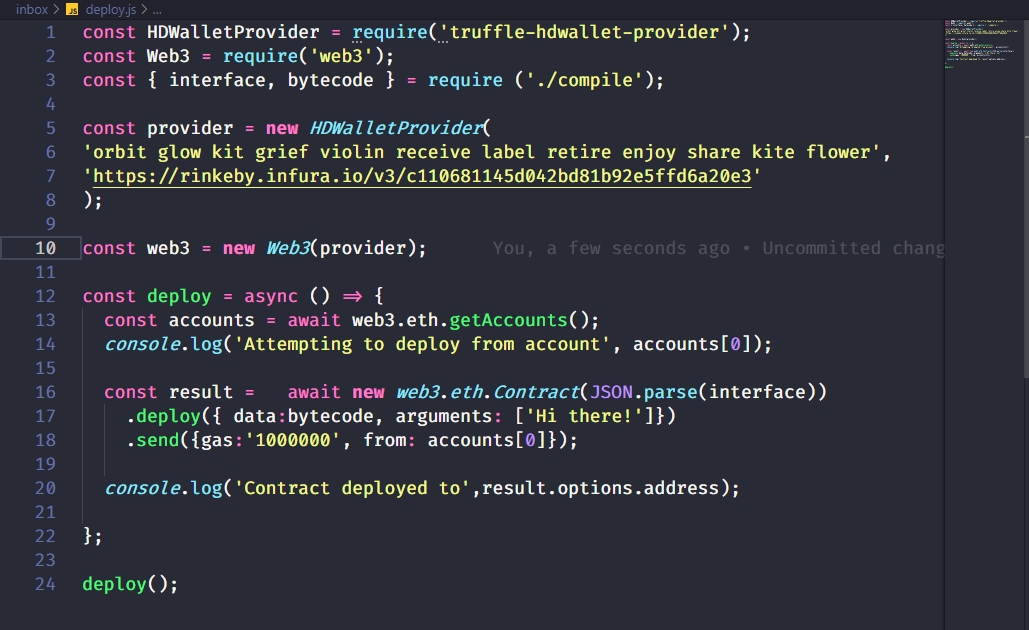 inbox > JS deploy.js > ...
1 const HDWalletProvider = require('truffle-hdwallet-provider');
2 const Web3 = require('web3');
3 const { interface, bytecode } = require ('./compile');
4
5 const provider = new HDWalletProvider(
6 'orbit glow kit grief violin receive label retire enjoy share kite flower',
7 'https://rinkeby.infura.io/v3/c110681145d042bd81b92e5ffd6a20e3'
8 );
9
10 const web3 = new Web3(provider); You, a few seconds ago • Uncommitted chang
11
12 const deploy = async () => {
13 const accounts = await web3.eth.getAccounts();
14 console.log('Attempting to deploy from account', accounts[0]);
15
16 const result = await new web3.eth.Contract(JSON.parse(interface))
17 .deploy({ data:bytecode, arguments: ['Hi there!']})
18 .send({gas:'1000000', from: accounts[0]});
19
20 console.log('Contract deployed to',result.options.address);
21
22 };
23
24 deploy();